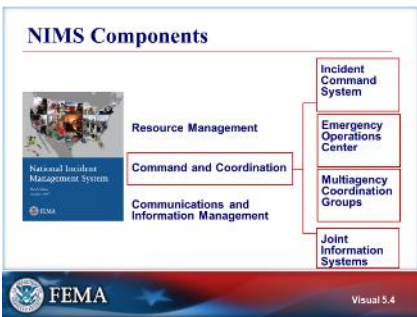 NIMS Components
National Incident
Management System
FEMA
Resource Management
Command and Coordination
Communications and
Information Management
Incident
Command
System
Emergency
Operations
Center
Multiagency
Coordination
Groups
Joint
Information
Systems
FEMA
Visual 5.4